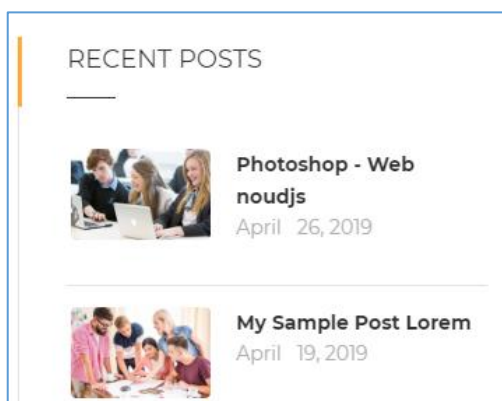 RECENT POSTS
Photoshop - Web
noudjs
April 26, 2019
My Sample Post Lorem
April 19, 2019